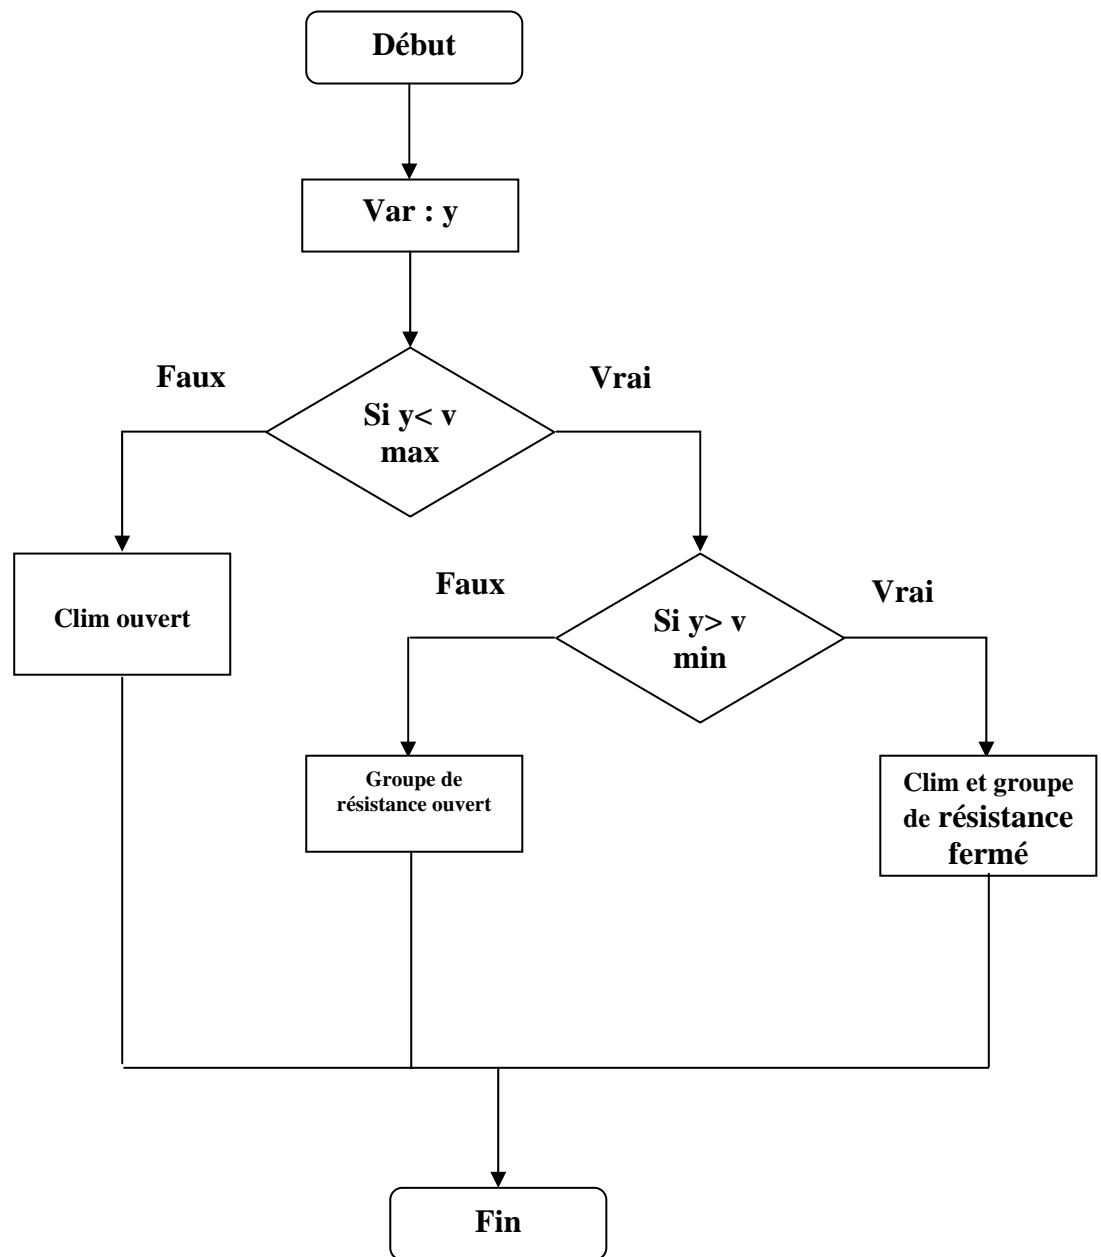 Début
Var : y
Faux
Vrai
Si y< v
max
Clim ouvert
Faux
Vrai
Si y> v
min
Groupe de
résistance ouvert
Clim et groupe
de résistance
fermé
Fin